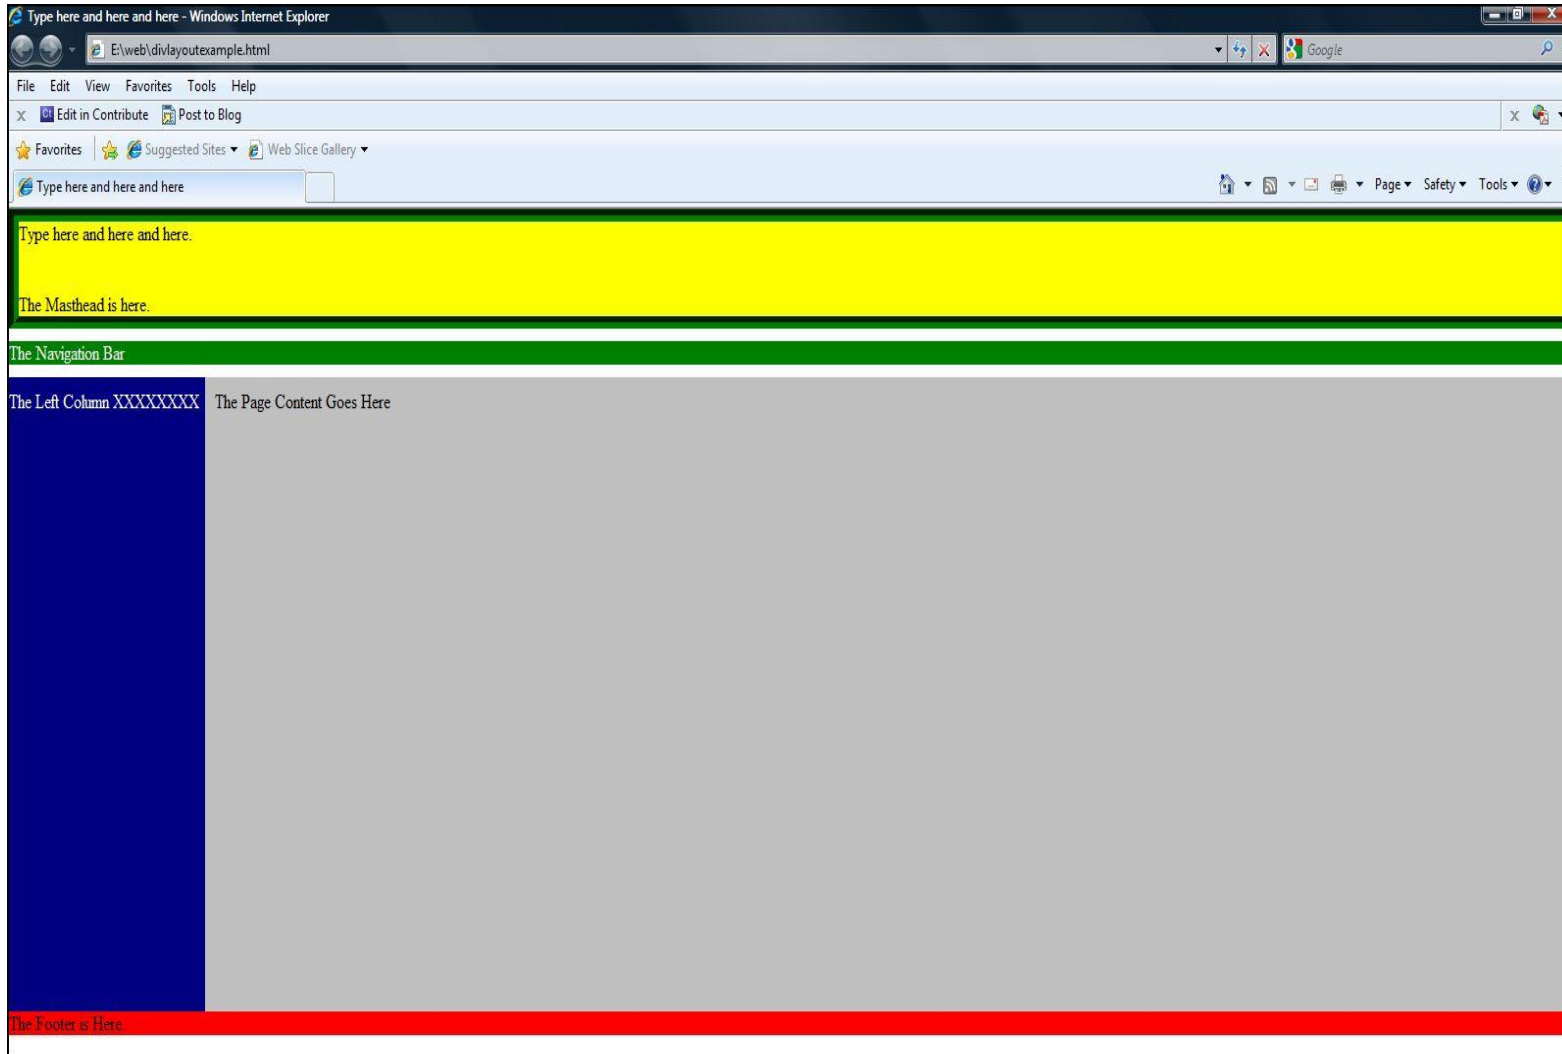 Type here and here and here - Windows Internet Explorer
E:\web\divlayoutexample.html
Google
File Edit View Favorites Tools Help
x Ct Edit in Contribute Post to Blog x
Favorites Suggested Sites Web Slice Gallery
Type here and here and here Page Safety Tools
Type here and here and here.
The Masthead is here.
The Navigation Bar
The Left Column XXXXXXXX The Page Content Goes Here
The Footer is Here.